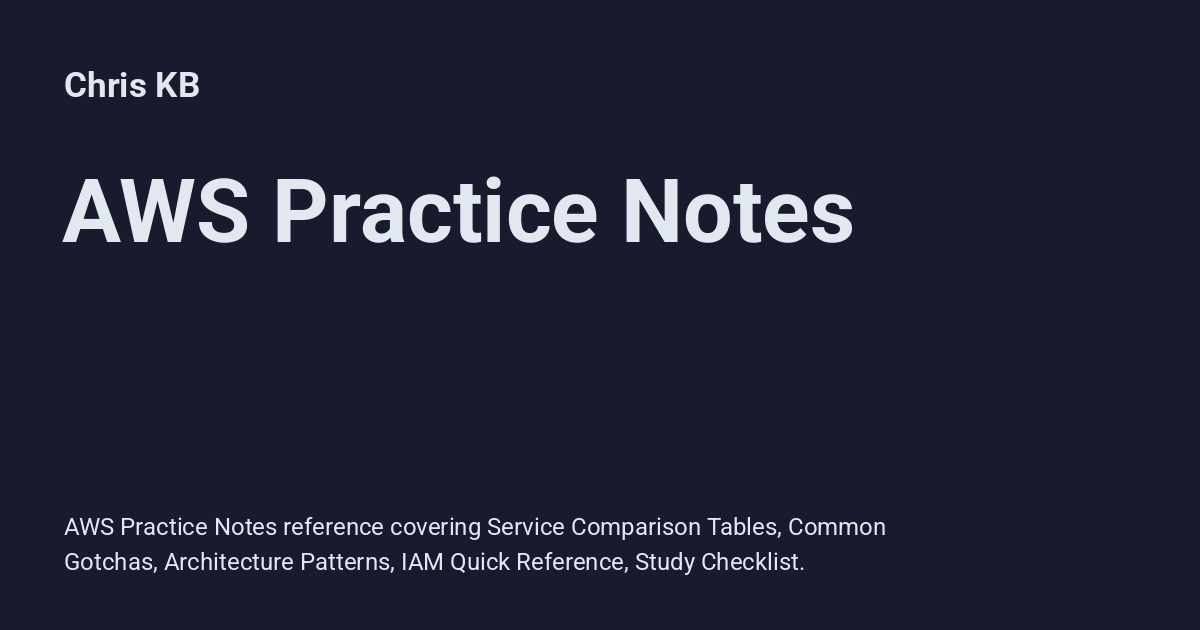 Chris KB
AWS Practice Notes
AWS Practice Notes reference covering Service Comparison Tables, Common
Gotchas, Architecture Patterns, IAM Quick Reference, Study Checklist.